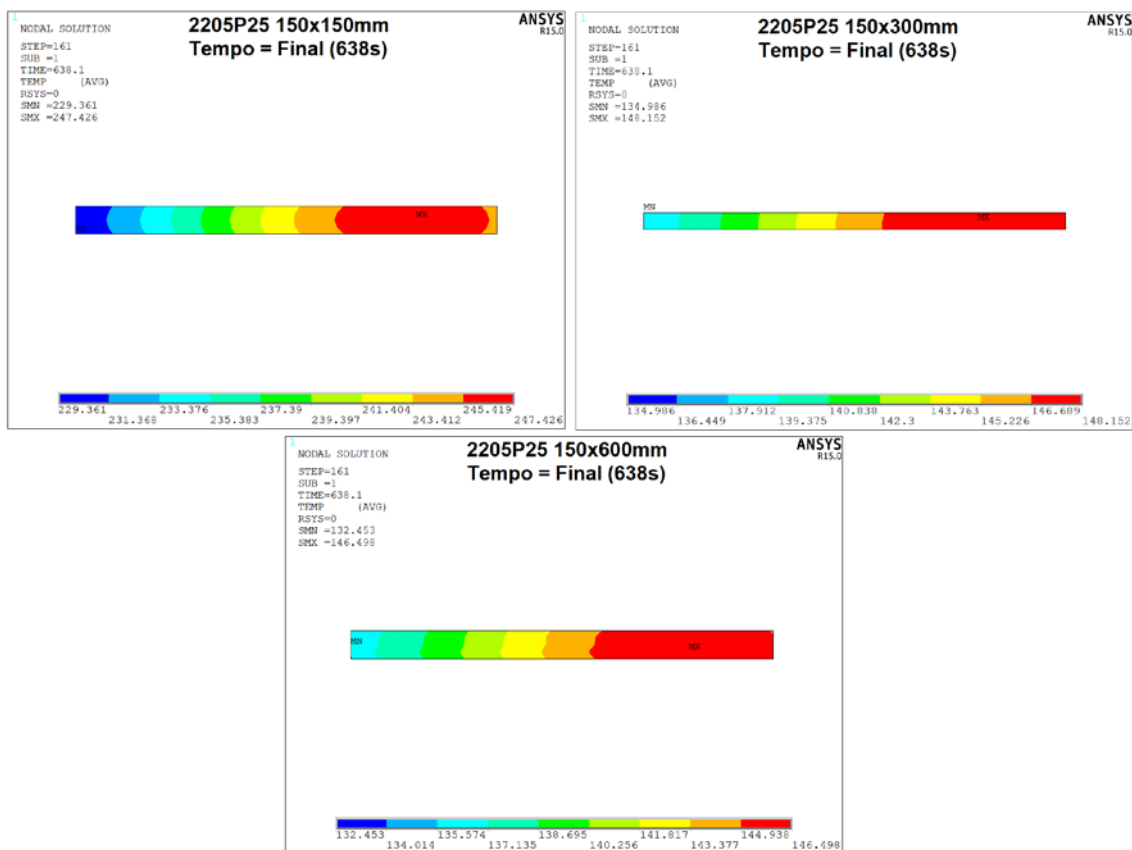 1
NODAL SOLUTION
STEP=161
SUB =1
TIME=638.1
TEMP (AVG)
RSYS=0
SMN =229.361
SMX =247.426
2205P25 150x150mm
Tempo = Final (638s)
ANSYS
R15.0
MX
229.361 233.376 237.39 241.404 245.419
231.368 235.383 239.397 243.412 247.426
1
NODAL SOLUTION
STEP=161
SUB =1
TIME=638.1
TEMP (AVG)
RSYS=0
SMN =134.986
SMX =148.152
2205P25 150x300mm
Tempo = Final (638s)
ANSYS
R15.0
MN
MX
134.986 137.912 140.838 143.763 146.689
136.449 139.375 142.3 145.226 148.152
1
NODAL SOLUTION
STEP=161
SUB =1
TIME=638.1
TEMP (AVG)
RSYS=0
SMN =132.453
SMX =146.498
2205P25 150x600mm
Tempo = Final (638s)
ANSYS
R15.0
MN
MX
132.453 135.574 138.695 141.817 144.938
134.014 137.135 140.256 143.377 146.498